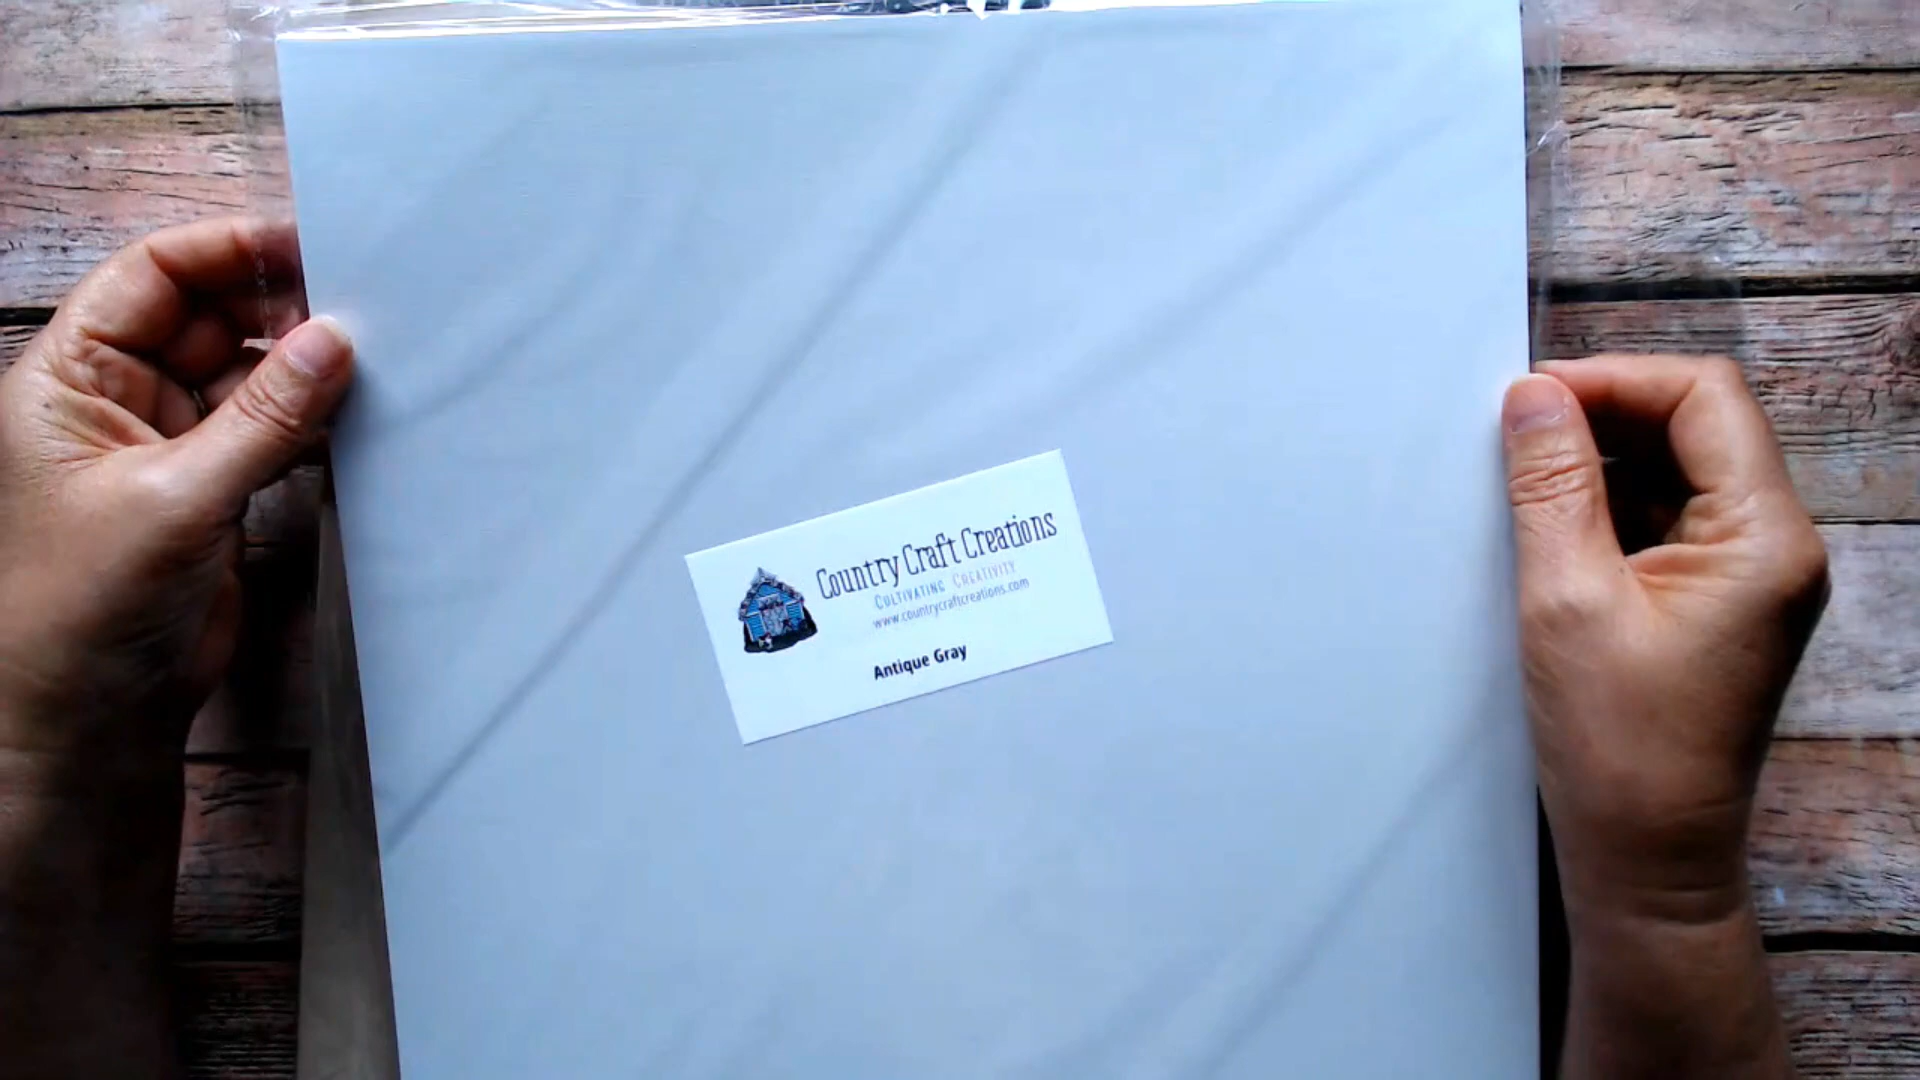 Country Craft Creations
Cultivating Creativity
www.countrycraftcreations.com
Antique Gray